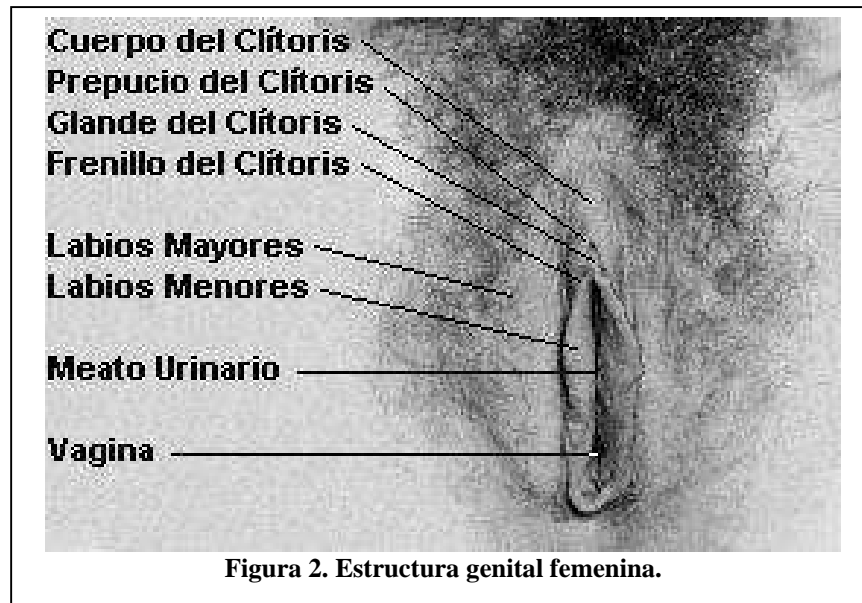 Cuerpo del Clítoris
Prepucio del Clítoris
Glande del Clítoris
Frenillo del Clítoris
Labios Mayores
Labios Menores
Meato Urinario
Vagina
Figura 2. Estructura genital femenina.